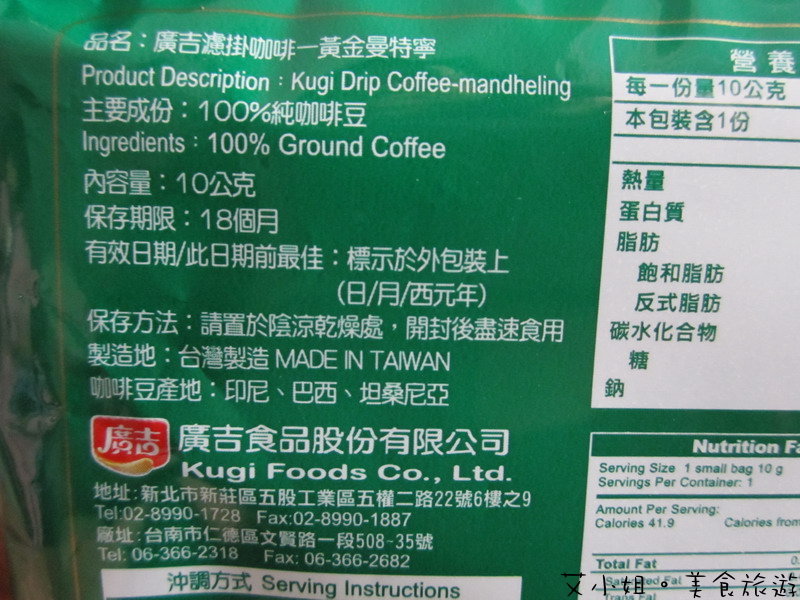 品名：廣吉濾掛咖啡－黃金曼特寧
Product Description：Kugi Drip Coffee-mandheling
主要成份：100%純咖啡豆
Ingredients：100% Ground Coffee
內容量：10公克
保存期限：18個月
有效日期/此日期前最佳：標示於外包裝上
(日/月/西元年)
保存方法：請置於陰涼乾燥處，開封後盡速食用
製造地：台灣製造 MADE IN TAIWAN
咖啡豆產地：印尼、巴西、坦桑尼亞
廣吉
廣吉食品股份有限公司
Kugi Foods Co., Ltd.
地址:新北市新莊區五股工業區五權二路22號6樓之9
Tel:02-8990-1728 Fax:02-8990-1887
廠址:台南市仁德區文賢路一段508-35號
Tel: 06-366-2318 Fax: 06-366-2682
沖調方式 Serving Instructions
營養
每一份量10公克
本包裝含1份
熱量
蛋白質
脂肪
飽和脂肪
反式脂肪
碳水化合物
糖
鈉
Nutrition Fa
Serving Size 1 small bag 10 g
Servings Per Container: 1
Amount Per Serving:
Calories 41.9 Calories from
Total Fat
Fat
Trans Fat
艾小姐。美食旅遊